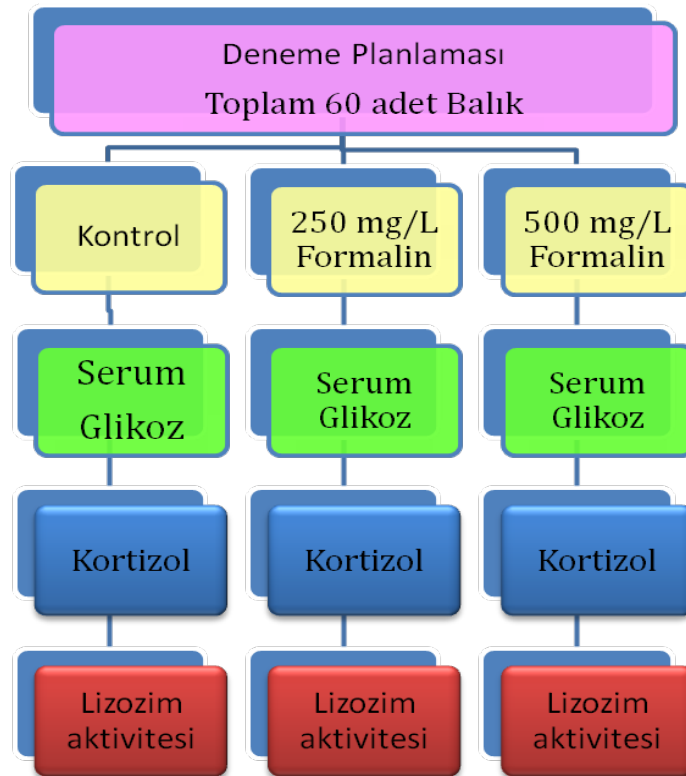 Deneme Planlaması
Toplam 60 adet Balık
Kontrol
250 mg/L
Formalin
500 mg/L
Formalin
Serum
Glikoz
Serum
Glikoz
Serum
Glikoz
Kortizol
Kortizol
Kortizol
Lizozim
aktivitesi
Lizozim
aktivitesi
Lizozim
aktivitesi